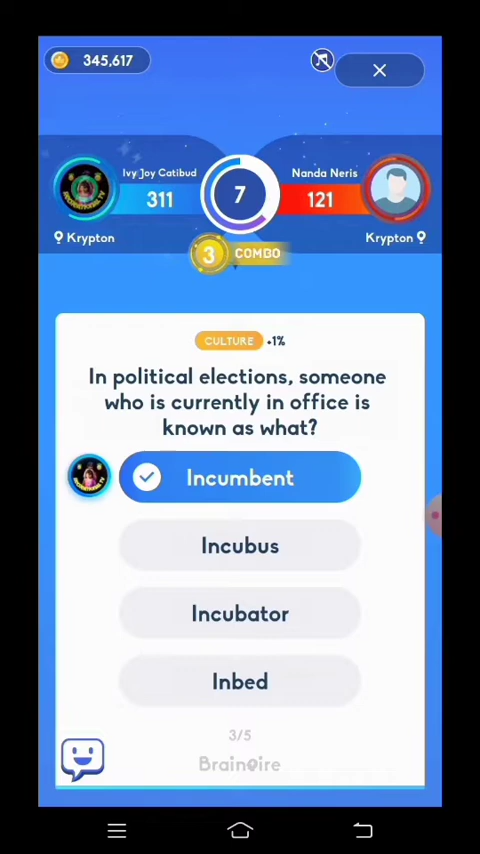 345,617
Ivy Joy Catibud
Nanda Neris
311
7
121
Krypton
Krypton
3 COMBO
CULTURE +1%
In political elections, someone
who is currently in office is
known as what?
Incumbent
Incubus
Incubator
Inbed
3/5